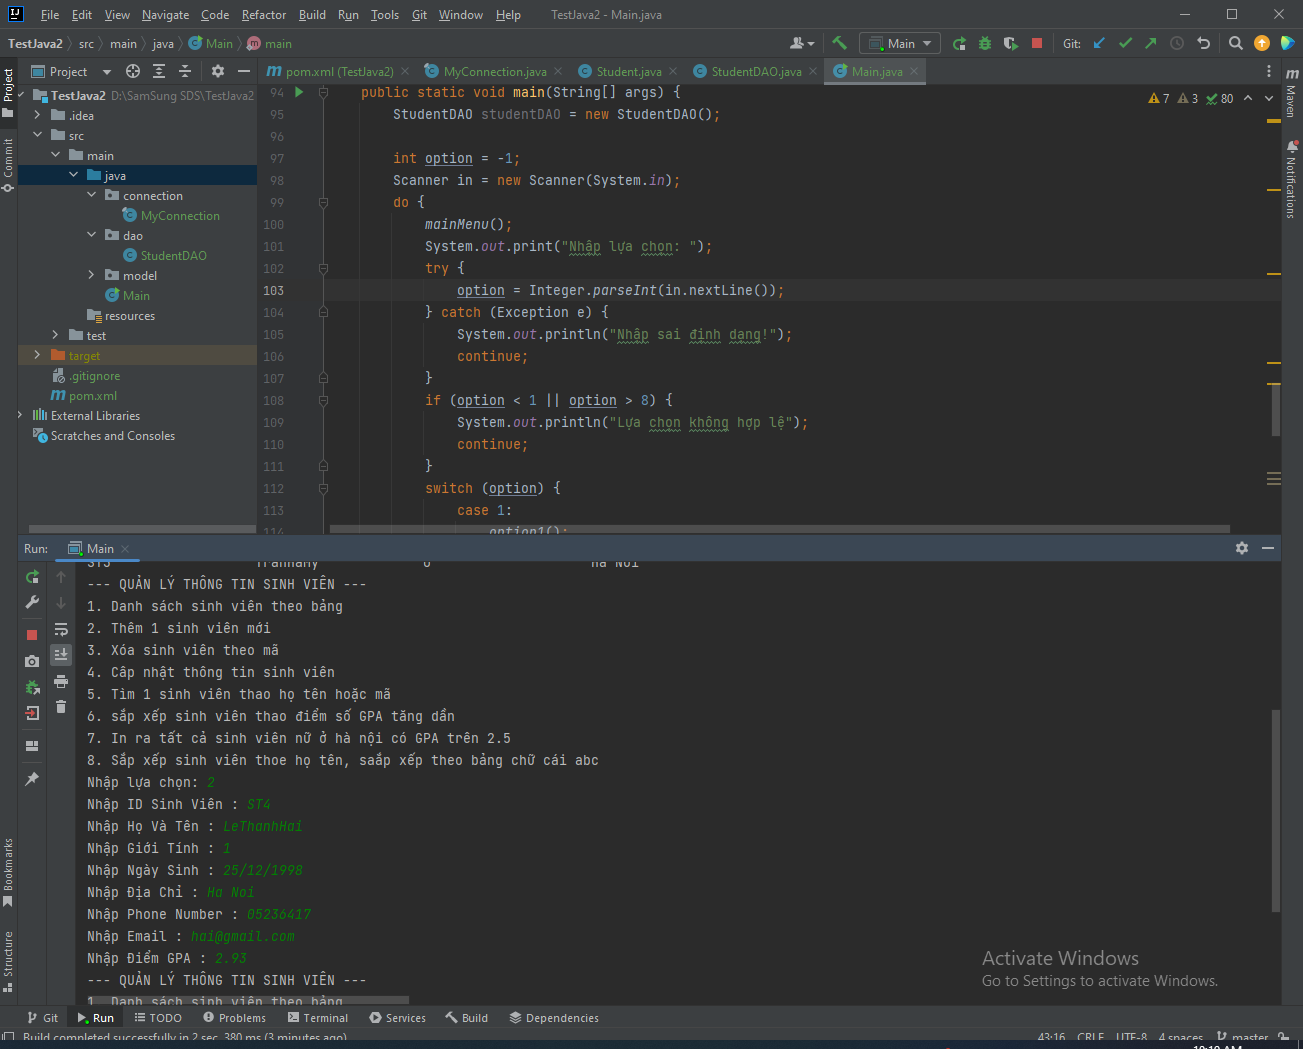 File Edit View Navigate Code Refactor Build Run Tools Git Window Help TestJava2 - Main.java
TestJava2 src main java Main main
Main Git:
Project
pom.xml (TestJava2) MyConnection.java Student.java StudentDAO.java Main.java
TestJava2 D:\SamSung SDS\TestJava2
.idea
src
main
java
connection
MyConnection
dao
StudentDAO
model
Main
resources
test
target
.gitignore
pom.xml
External Libraries
Scratches and Consoles
7 3 80
94 public static void main(String[] args) {
95 StudentDAO studentDAO = new StudentDAO();
96
97 int option = -1;
98 Scanner in = new Scanner(System.in);
99 do {
100 mainMenu();
101 System.out.print("Nhập lựa chọn: ");
102 try {
103 option = Integer.parseInt(in.nextLine());
104 } catch (Exception e) {
105 System.out.println("Nhập sai định dạng!");
106 continue;
107 }
108 if (option < 1 || option > 8) {
109 System.out.println("Lựa chọn không hợp lệ");
110 continue;
111 }
112 switch (option) {
113 case 1:
114 option1();
Run: Main
ST3 TranHaMy 0 Ha Noi
--- QUẢN LÝ THÔNG TIN SINH VIÊN ---
1. Danh sách sinh viên theo bảng
2. Thêm 1 sinh viên mới
3. Xóa sinh viên theo mã
4. Cập nhật thông tin sinh viên
5. Tìm 1 sinh viên thao họ tên hoặc mã
6. sắp xếp sinh viên thao điểm số GPA tăng dần
7. In ra tất cả sinh viên nữ ở hà nội có GPA trên 2.5
8. Sắp xếp sinh viên thoe họ tên, saắp xếp theo bảng chữ cái abc
Nhập lựa chọn: 2
Nhập ID Sinh Viên : ST4
Nhập Họ Và Tên : LeThanhHai
Nhập Giới Tính : 1
Nhập Ngày Sinh : 25/12/1998
Nhập Địa Chỉ : Ha Noi
Nhập Phone Number : 05236417
Nhập Email : hai@gmail.com
Nhập Điểm GPA : 2.93
--- QUẢN LÝ THÔNG TIN SINH VIÊN ---
1. Danh sách sinh viên theo bảng
Activate Windows
Go to Settings to activate Windows.
Project
Commit
Bookmarks
Structure
Maven
Notifications
Git Run TODO Problems Terminal Services Build Dependencies
Build completed successfully in 2 sec, 380 ms (3 minutes ago) 43:16 CRLF UTF-8 4 spaces master